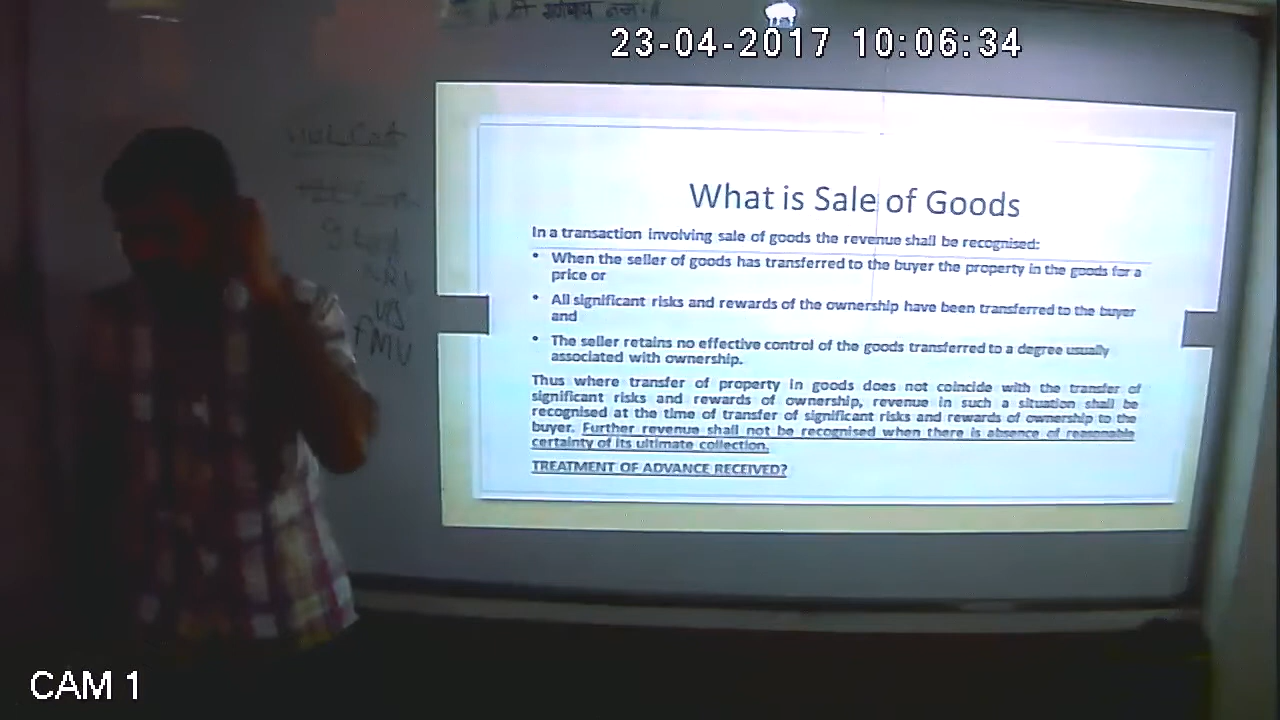 23-04-2017 10:06:34
What is Sale of Goods
In a transaction involving sale of goods the revenue shall be recognised:
• When the seller of goods has transferred to the buyer the property in the goods for a
price or
• All significant risks and rewards of the ownership have been transferred to the buyer
and
• The seller retains no effective control of the goods transferred to a degree usually
associated with ownership.
Thus where transfer of property in goods does not coincide with the transfer of
significant risks and rewards of ownership, revenue in such a situation shall be
recognised at the time of transfer of significant risks and rewards of ownership to the
buyer. Further revenue shall not be recognised when there is absence of reasonable
certainty of its ultimate collection.
TREATMENT OF ADVANCE RECEIVED?
FMV
CAM 1